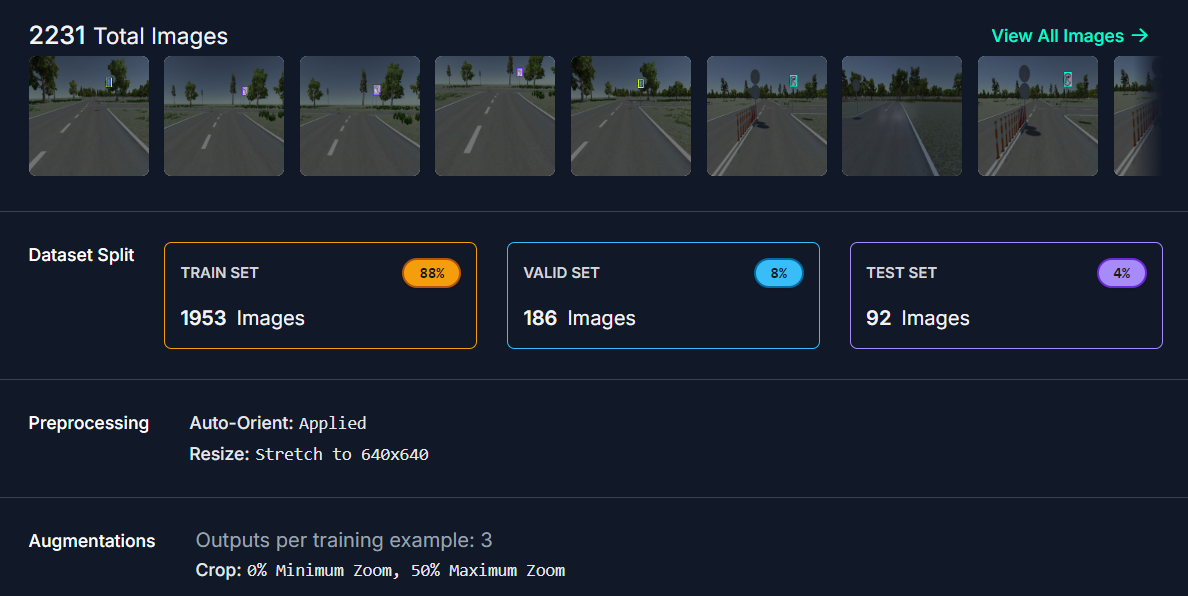 2231 Total Images
View All Images →
Dataset Split
TRAIN SET
88%
1953 Images
VALID SET
8%
186 Images
TEST SET
4%
92 Images
Preprocessing
Auto-Orient: Applied
Resize: Stretch to 640x640
Augmentations
Outputs per training example: 3
Crop: 0% Minimum Zoom, 50% Maximum Zoom